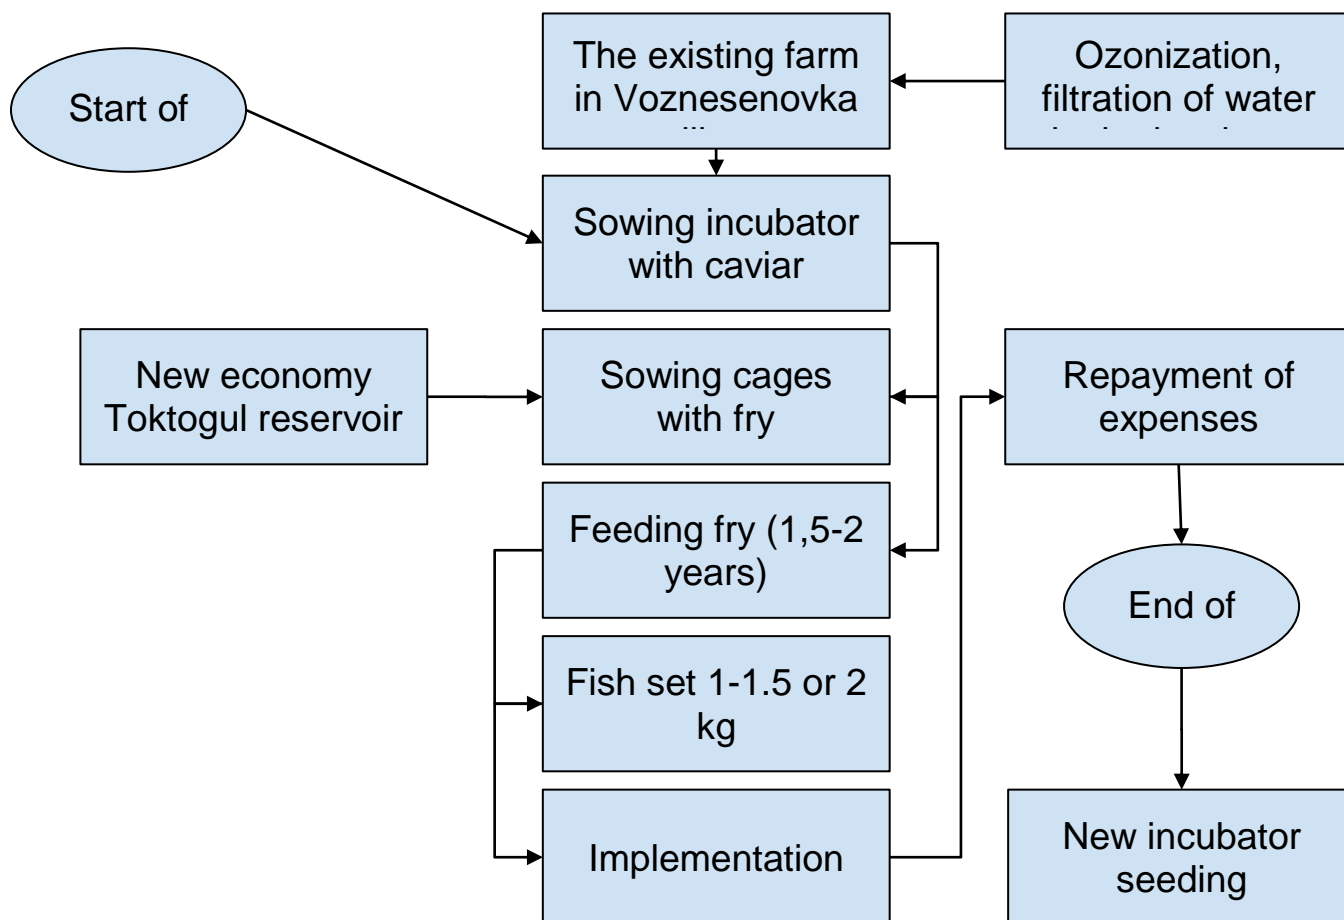 Start of
The existing farm
in Voznesenovka
Ozonization,
filtration of water
Sowing incubator
with caviar
New economy
Toktogul reservoir
Sowing cages
with fry
Repayment of
expenses
Feeding fry (1,5-2
years)
End of
Fish set 1-1.5 or 2
kg
Implementation
New incubator
seeding